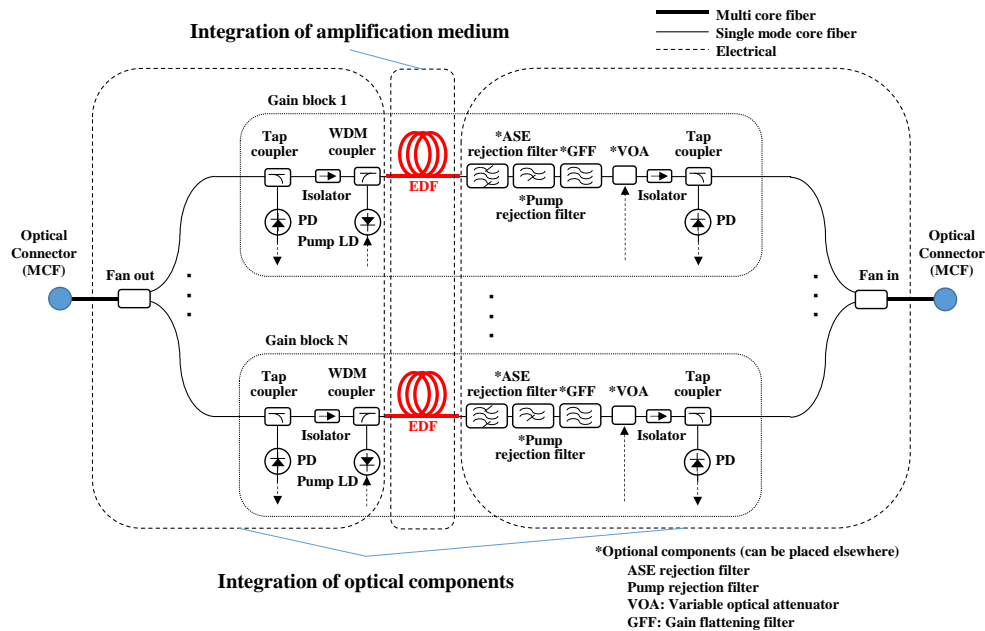 Multi core fiber
Single mode core fiber
Electrical
Integration of amplification medium
Gain block 1
Tap
coupler
WDM
coupler
*ASE
rejection filter
*GFF
*VOA
Tap
coupler
Isolator
EDF
*Pump
rejection filter
Isolator
PD
Pump LD
PD
Optical
Connector
(MCF)
Fan out
Optical
Connector
(MCF)
Fan in
Gain block N
Tap
coupler
WDM
coupler
*ASE
rejection filter
*GFF
*VOA
Tap
coupler
Isolator
EDF
*Pump
rejection filter
Isolator
PD
Pump LD
PD
Integration of optical components
*Optional components (can be placed elsewhere)
ASE rejection filter
Pump rejection filter
VOA: Variable optical attenuator
GFF: Gain flattening filter